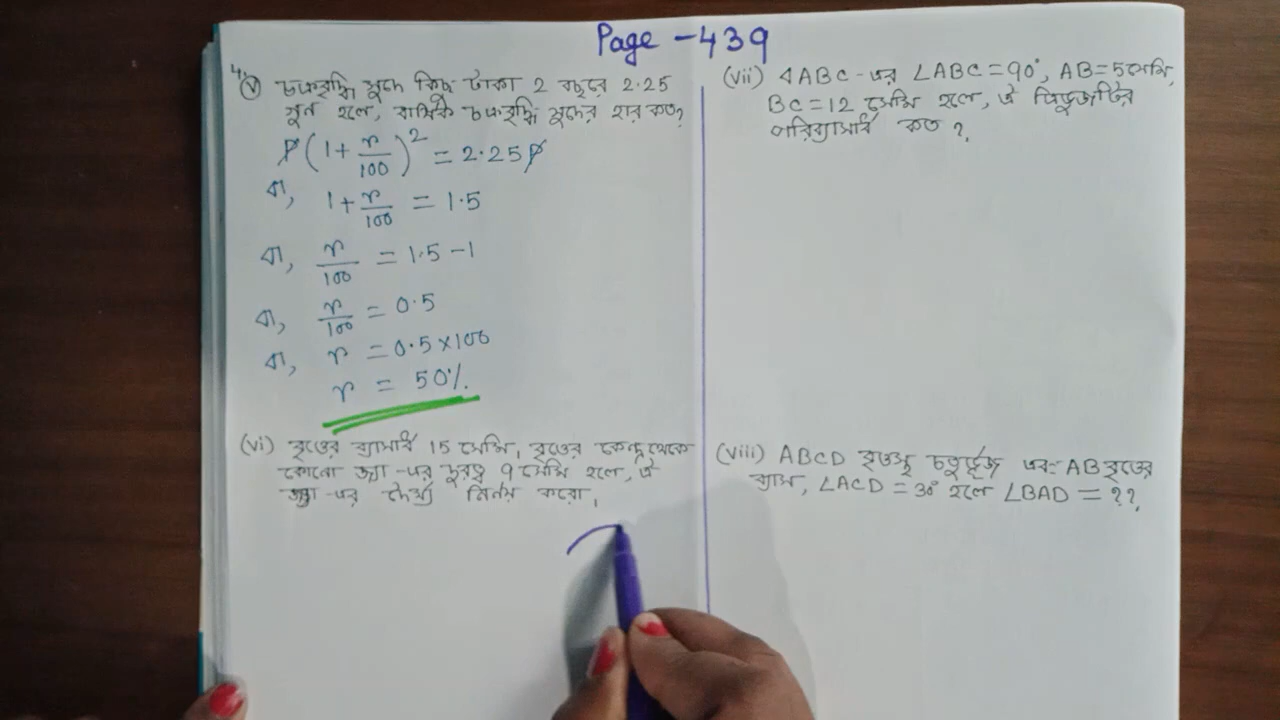 Page - 439
4.
(v) চক্রবৃদ্ধি সুদে কিছু টাকা 2 বছরে 2.25
গুন হলে, বার্ষিক চক্রবৃদ্ধি সুদের হার কত?
P(1+r/100)^2 = 2.25P
বা, 1+r/100 = 1.5
বা, r/100 = 1.5-1
বা, r/100 = 0.5
বা, r = 0.5×100
r = 50%.
(vi) বৃত্তের ব্যাসার্ধ 15 সেমি, বৃত্তের কেন্দ্র থেকে
কোনো জ্যা-এর দূরত্ব 9 সেমি হলে, ঐ
জ্যা-এর দৈর্ঘ্য নির্ণয় করো,
(vii) ΔABC-এর ∠ABC=90°, AB=5সেমি,
BC=12 সেমি হলে, ঐ ত্রিভুজটির
পরিব্যাসার্ধ কত?
(viii) ABCD বৃত্তস্থ চতুর্ভুজ এবং AB বৃত্তের
ব্যাস, ∠ACD=30° হলে ∠BAD=??